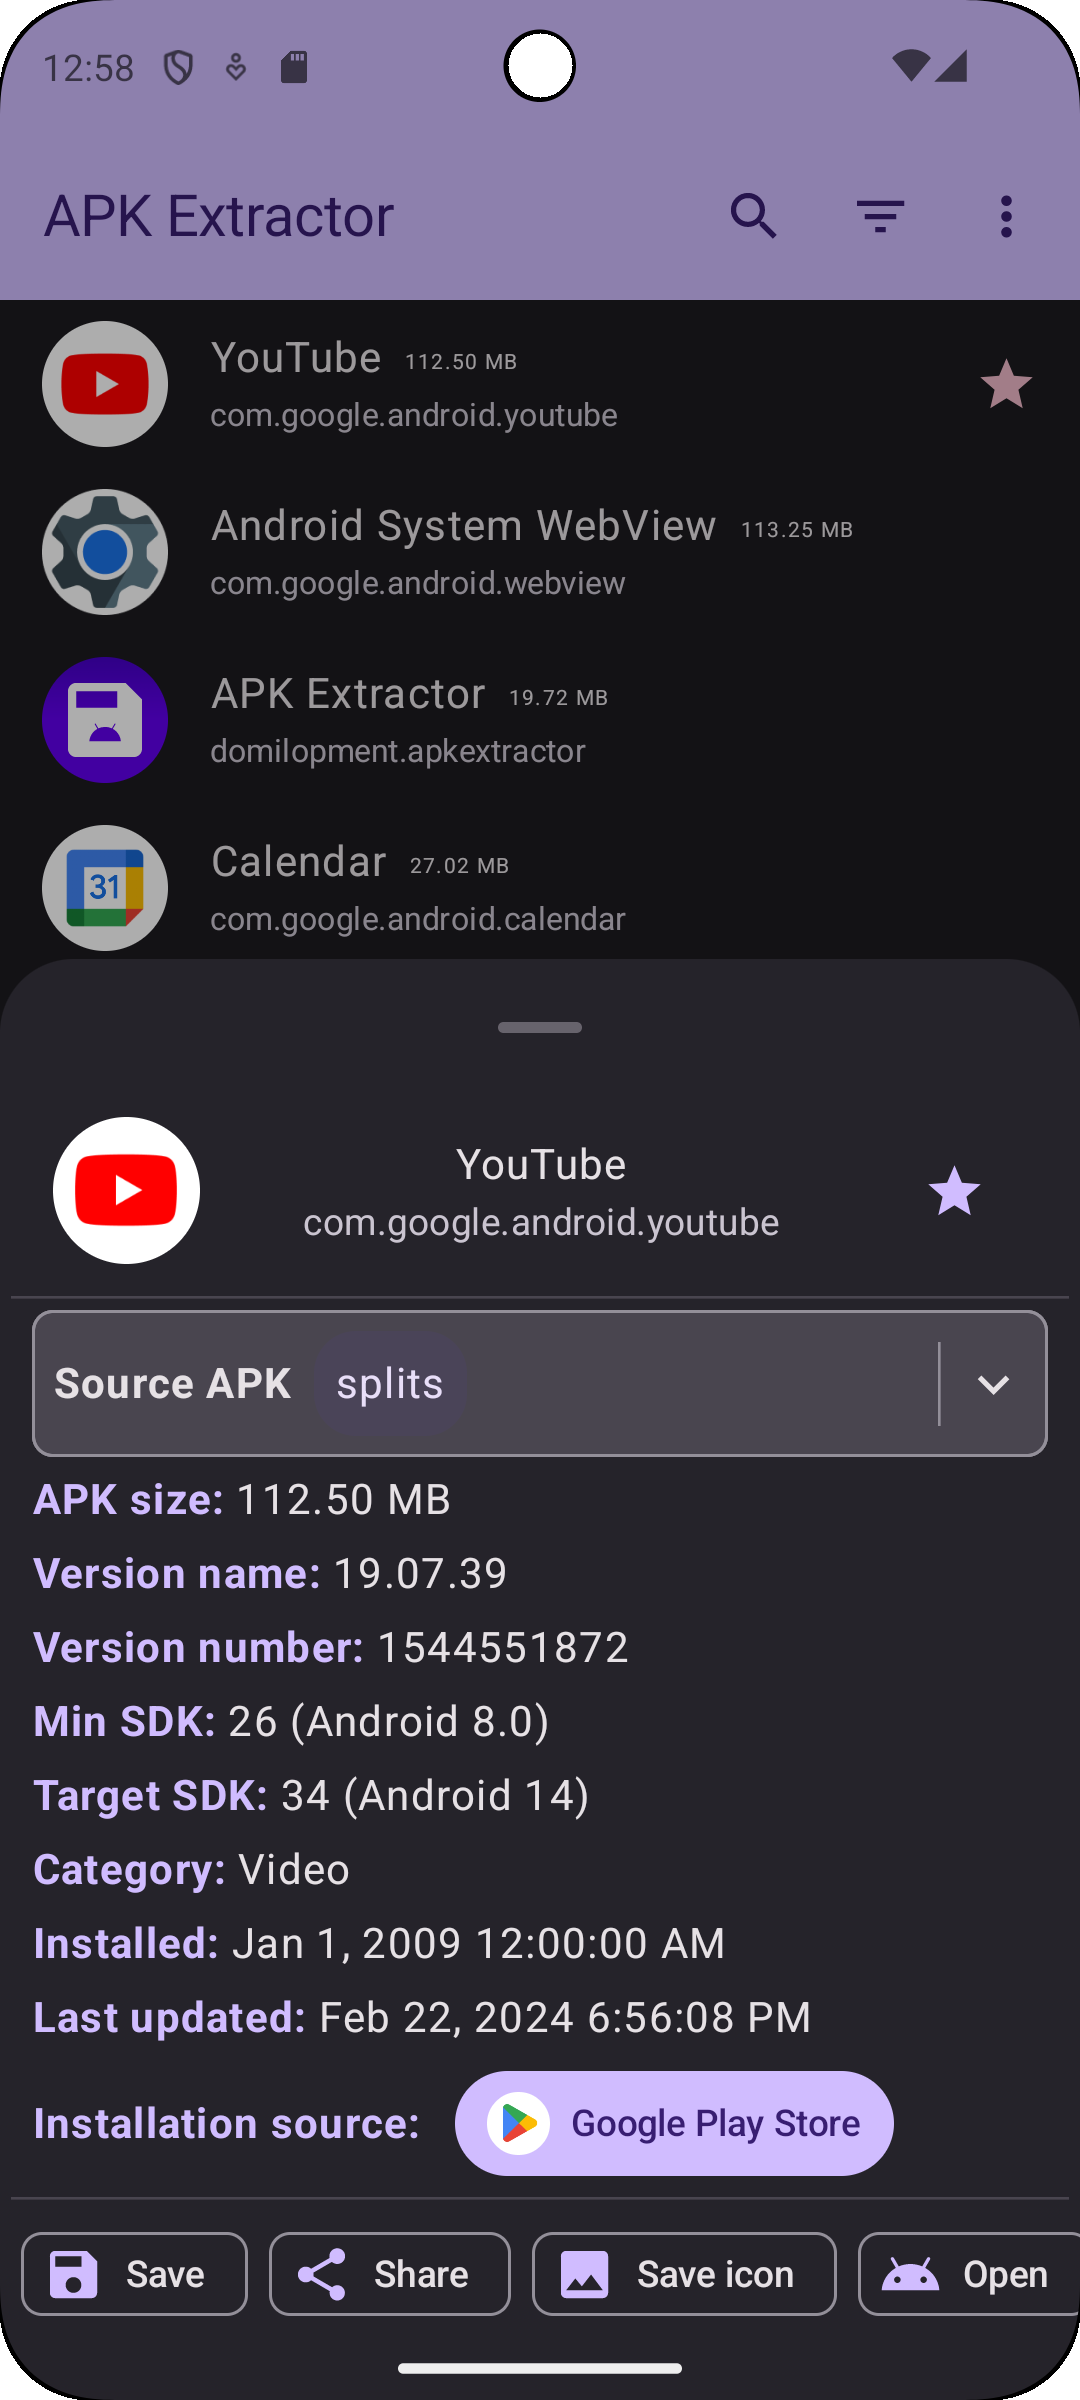 12:58
APK Extractor
YouTube 112.50 MB
com.google.android.youtube
Android System WebView 113.25 MB
com.google.android.webview
APK Extractor 19.72 MB
domilopment.apkextractor
31
Calendar 27.02 MB
com.google.android.calendar
YouTube
com.google.android.youtube
Source APK splits
APK size: 112.50 MB
Version name: 19.07.39
Version number: 1544551872
Min SDK: 26 (Android 8.0)
Target SDK: 34 (Android 14)
Category: Video
Installed: Jan 1, 2009 12:00:00 AM
Last updated: Feb 22, 2024 6:56:08 PM
Installation source: Google Play Store
Save Share Save icon Open